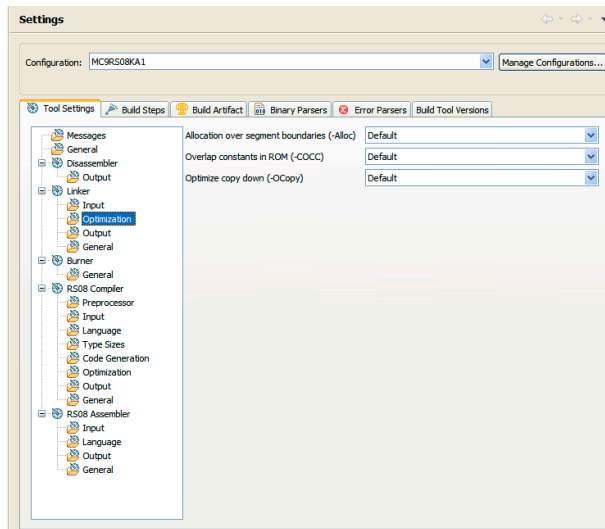 Settings
Configuration: MC9RS08KA1 Manage Configurations...
Tool Settings Build Steps Build Artifact Binary Parsers Error Parsers Build Tool Versions
Messages
General
Disassembler
Output
Linker
Input
Optimization
Output
General
Burner
General
RS08 Compiler
Preprocessor
Input
Language
Type Sizes
Code Generation
Optimization
Output
General
RS08 Assembler
Input
Language
Output
General
Allocation over segment boundaries (-Alloc) Default
Overlap constants in ROM (-COCC) Default
Optimize copy down (-OCopy) Default